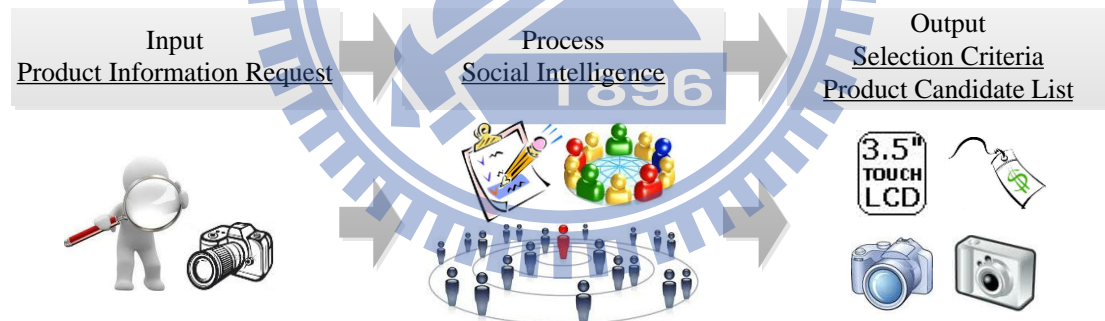 Input
Product Information Request
Process
Social Intelligence
1896
Output
Selection Criteria
Product Candidate List
3.5"
TOUCH
LCD
$